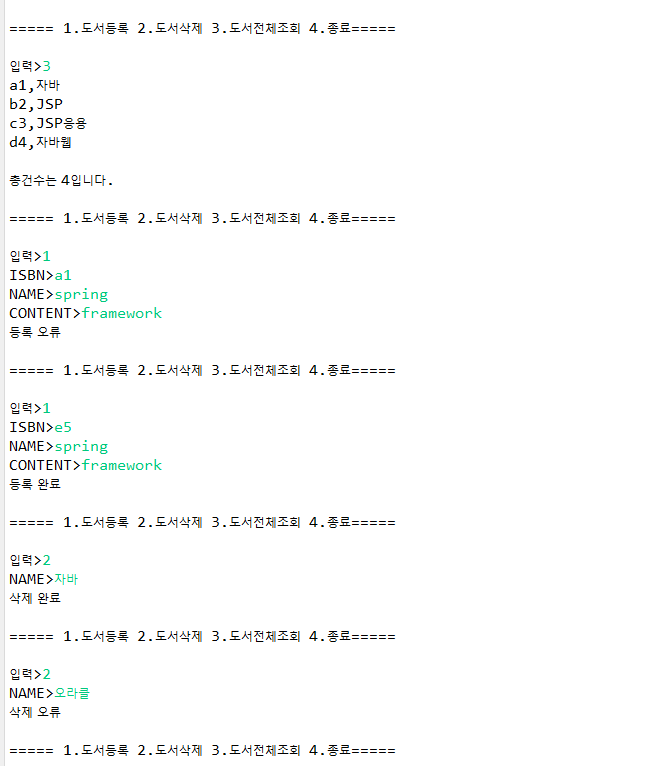 ===== 1.도서등록 2.도서삭제 3.도서전체조회 4.종료=====
입력>3
a1,자바
b2,JSP
c3,JSP응용
d4,자바웹
총건수는 4입니다.
===== 1.도서등록 2.도서삭제 3.도서전체조회 4.종료=====
입력>1
ISBN>a1
NAME>spring
CONTENT>framework
등록 오류
===== 1.도서등록 2.도서삭제 3.도서전체조회 4.종료=====
입력>1
ISBN>e5
NAME>spring
CONTENT>framework
등록 완료
===== 1.도서등록 2.도서삭제 3.도서전체조회 4.종료=====
입력>2
NAME>자바
삭제 완료
===== 1.도서등록 2.도서삭제 3.도서전체조회 4.종료=====
입력>2
NAME>오라클
삭제 오류
===== 1.도서등록 2.도서삭제 3.도서전체조회 4.종료=====